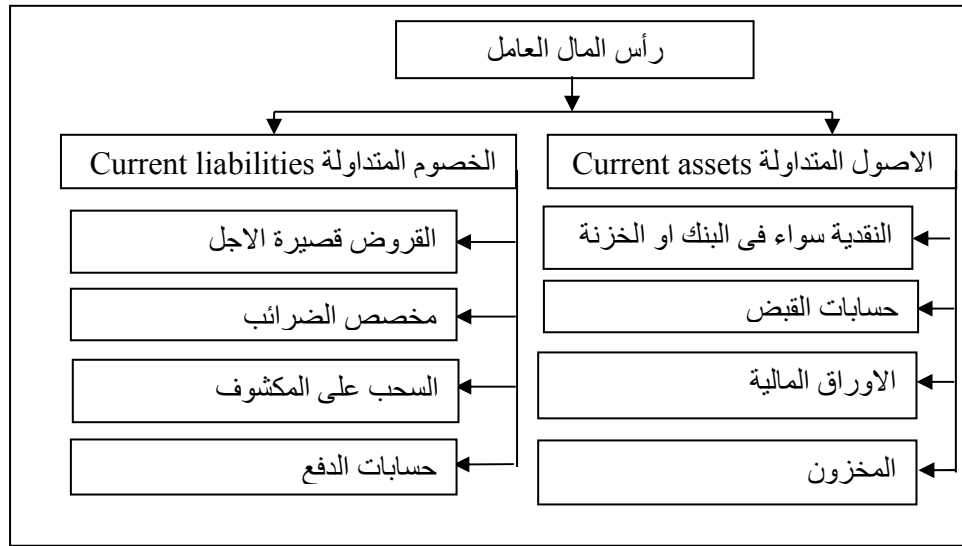 رأس المال العامل
الاصول المتداولة Current assets
النقدية سواء فى البنك او الخزنة
حسابات القبض
الاوراق المالية
المخزون
الخصوم المتداولة Current liabilities
القروض قصيرة الاجل
مخصص الضرائب
السحب على المكشوف
حسابات الدفع